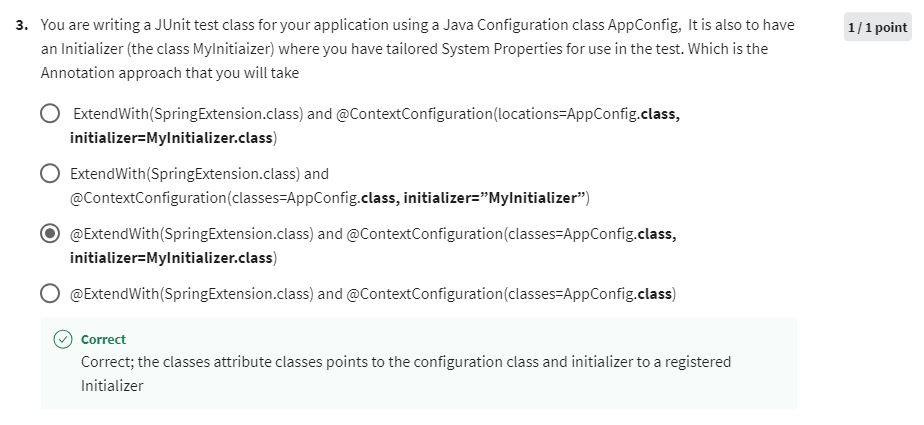 3. You are writing a JUnit test class for your application using a Java Configuration class AppConfig, It is also to have
1 / 1 point
an Initializer (the class MyInitiaizer) where you have tailored System Properties for use in the test. Which is the
Annotation approach that you will take
ExtendWith(SpringExtension.class) and @ContextConfiguration(locations=AppConfig.class,
initializer=MyInitializer.class)
ExtendWith(SpringExtension.class) and
@ContextConfiguration(classes=AppConfig.class, initializer=”MyInitializer”)
@ExtendWith(SpringExtension.class) and @ContextConfiguration(classes=AppConfig.class,
initializer=MyInitializer.class)
@ExtendWith(SpringExtension.class) and @ContextConfiguration(classes=AppConfig.class)
Correct
Correct; the classes attribute classes points to the configuration class and initializer to a registered
Initializer